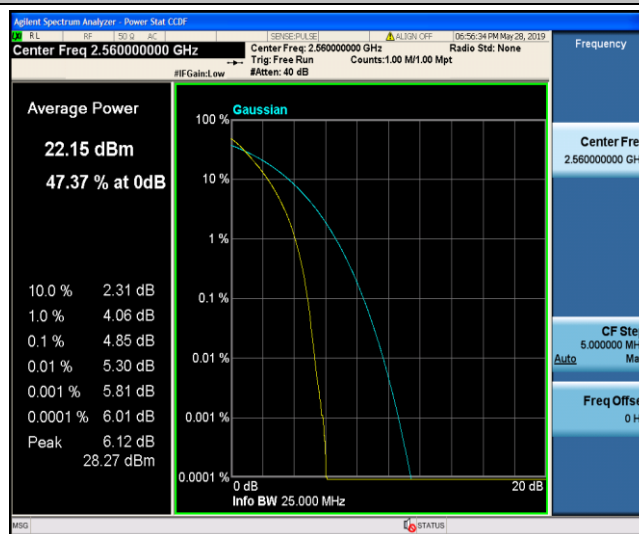 Agilent Spectrum Analyzer - Power Stat CCDF
RL RF 50 Ω AC SENSE:PULSE ALIGN OFF 06:56:34 PM May 28, 2019
Center Freq 2.560000000 GHz
Center Freq: 2.560000000 GHz Radio Std: None
Trig: Free Run Counts:1.00 M/1.00 Mpt
#IFGain:Low #Atten: 40 dB
Frequency
Average Power
22.15 dBm
47.37 % at 0dB
10.0 % 2.31 dB
1.0 % 4.06 dB
0.1 % 4.85 dB
0.01 % 5.30 dB
0.001 % 5.81 dB
0.0001 % 6.01 dB
Peak 6.12 dB
28.27 dBm
Gaussian
100 %
10 %
1 %
0.1 %
0.01 %
0.001 %
0.0001 %
0 dB 20 dB
Info BW 25.000 MHz
Center Fre
2.560000000 GH
CF Ste
5.000000 MH
Auto Ma
Freq Offse
0 H
MSG STATUS